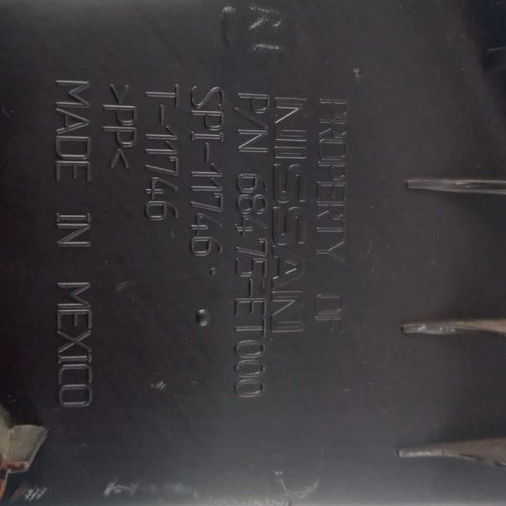 PROPERTY OF
NISSAN
P/N 68475-ET000
SPI-11746
T-11746
>PP<
MADE IN MEXICO